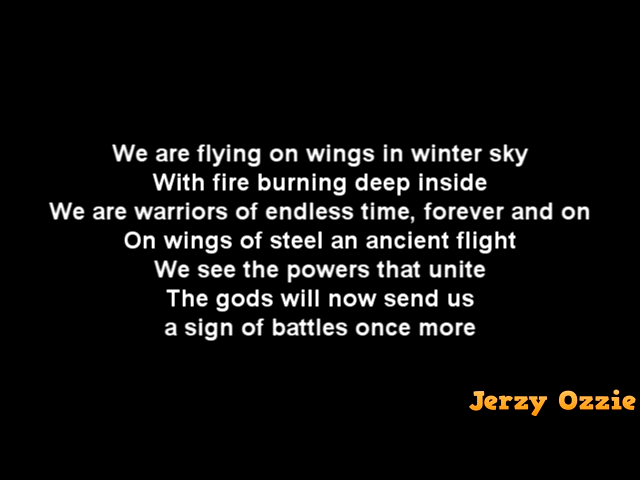 We are flying on wings in winter sky
With fire burning deep inside
We are warriors of endless time, forever and on
On wings of steel an ancient flight
We see the powers that unite
The gods will now send us
a sign of battles once more
Jerzy Ozzie